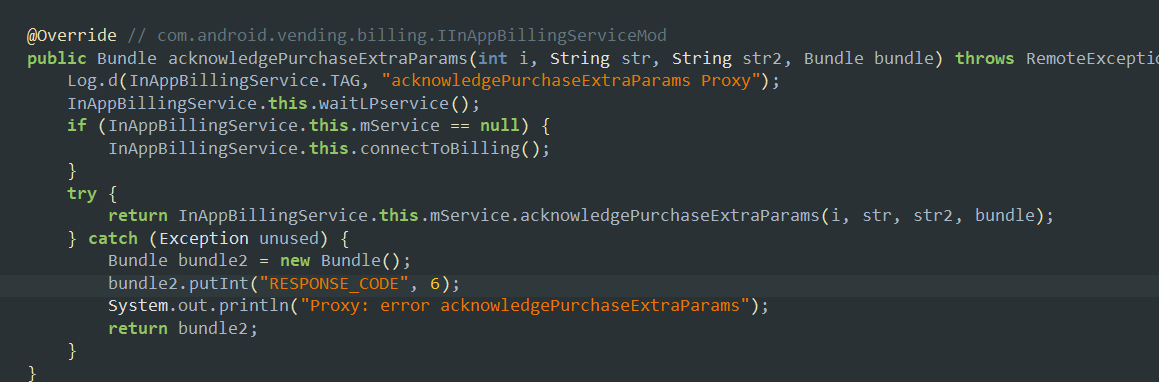 @Override // com.android.vending.billing.IInAppBillingServiceMod
public Bundle acknowledgePurchaseExtraParams(int i, String str, String str2, Bundle bundle) throws RemoteExceptio
Log.d(InAppBillingService.TAG, "acknowledgePurchaseExtraParams Proxy");
InAppBillingService.this.waitLPservice();
if (InAppBillingService.this.mService == null) {
InAppBillingService.this.connectToBilling();
}
try {
return InAppBillingService.this.mService.acknowledgePurchaseExtraParams(i, str, str2, bundle);
} catch (Exception unused) {
Bundle bundle2 = new Bundle();
bundle2.putInt("RESPONSE_CODE", 6);
System.out.println("Proxy: error acknowledgePurchaseExtraParams");
return bundle2;
}
}